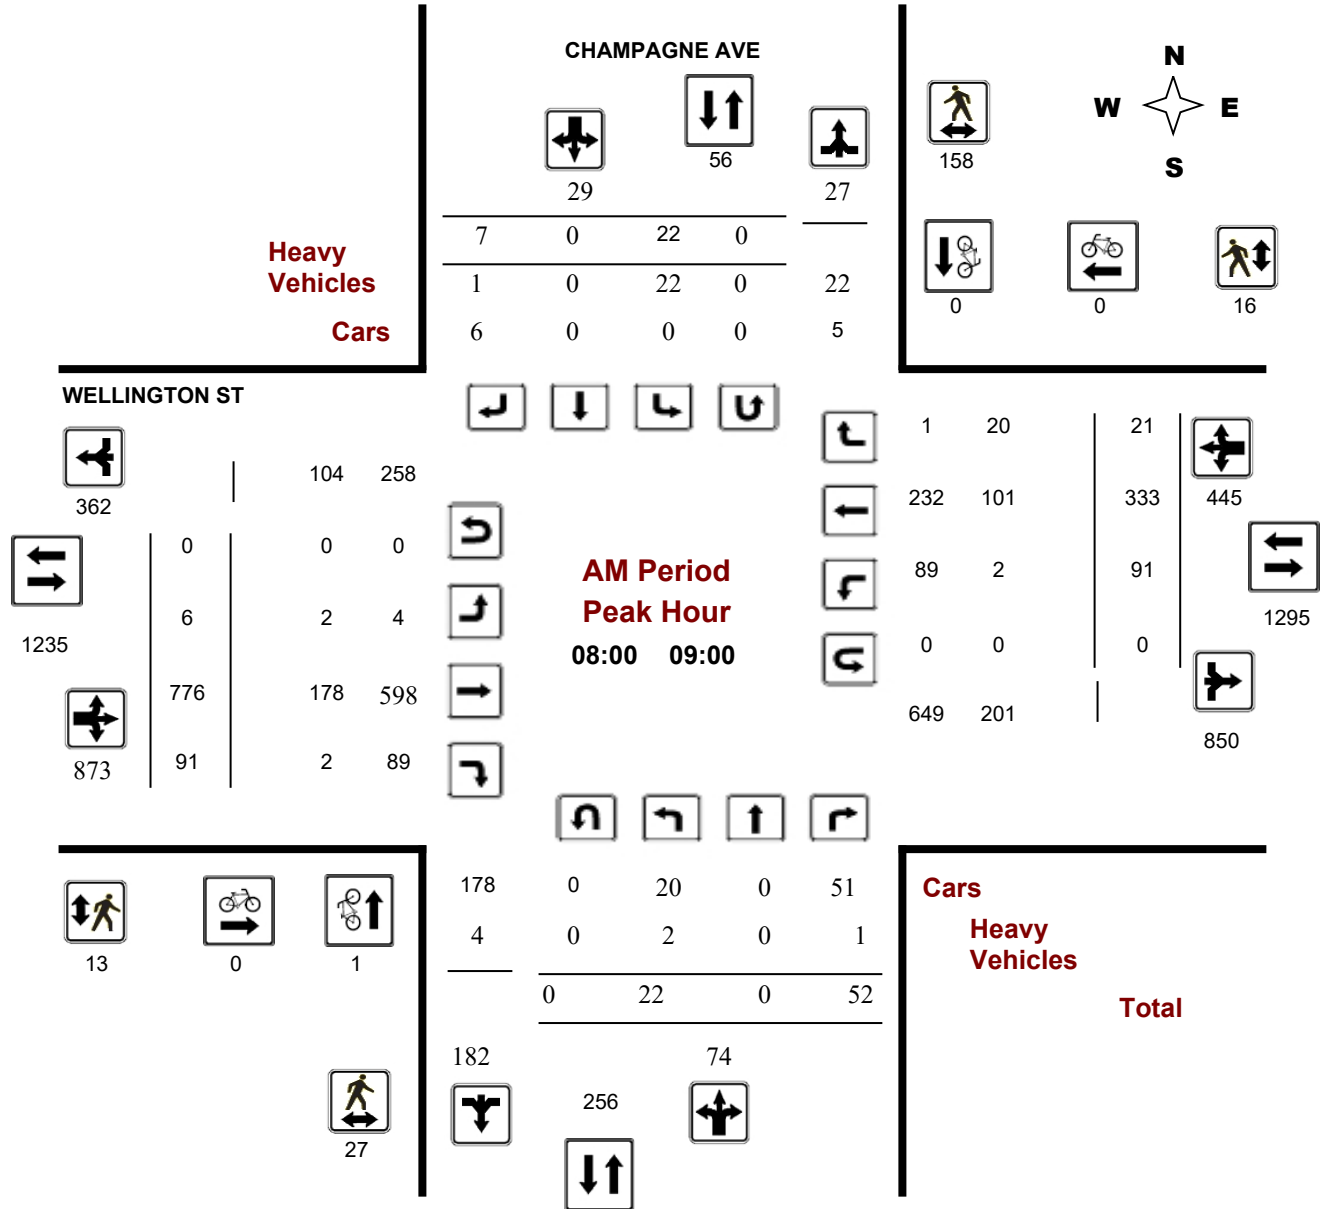 CHAMPAGNE AVE
N
W E
S
56
158
29 27
7 0 22 0
Heavy
Vehicles
1 0 22 0 22
0 0 16
Cars
6 0 0 0 5
WELLINGTON ST
1 20 21
104 258
362
232 101 333 445
0 0 0
AM Period
89 2 91
Peak Hour
6 2 4
1295
1235
08:00 09:00
0 0 0
776 178 598
649 201
850
873 91 2 89
178 0 20 0 51
Cars
4 0 2 0 1
Heavy
Vehicles
13 0 1
0 22 0 52
Total
182 74
256
27